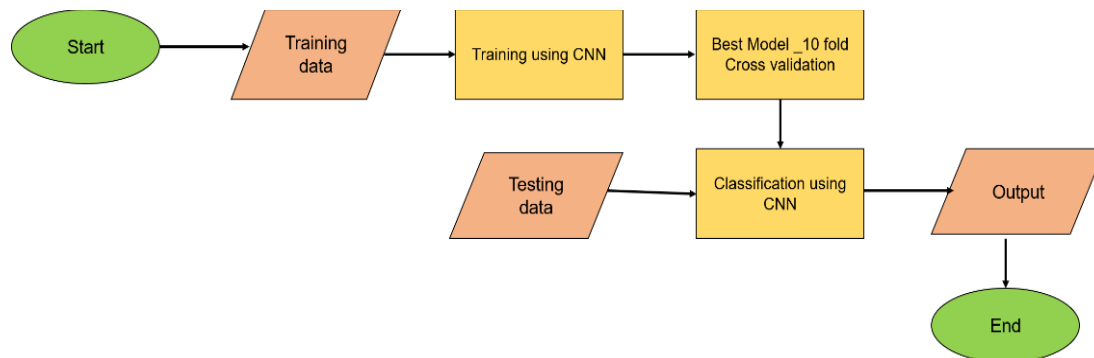 Start
Training
data
Training using CNN
Best Model _10 fold
Cross validation
Testing
data
Classification using
CNN
Output
End